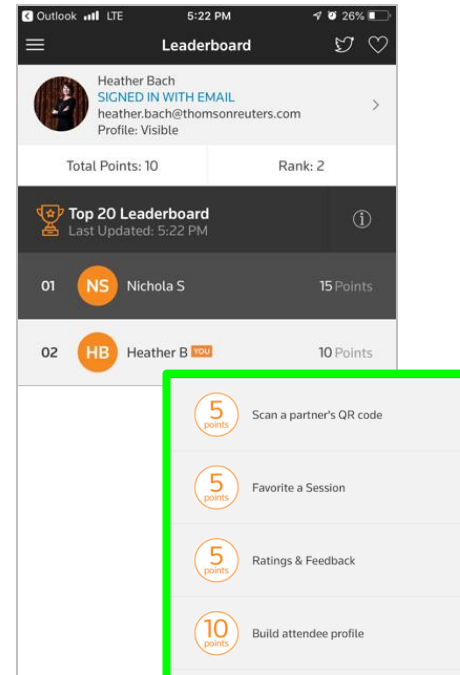 Outlook LTE 5:22 PM 26%
Leaderboard
Heather Bach
SIGNED IN WITH EMAIL
heather.bach@thomsonreuters.com
Profile: Visible
Total Points: 10 Rank: 2
Top 20 Leaderboard
Last Updated: 5:22 PM
01 NS Nichola S 15 Points
02 HB Heather B YOU 10 Points
5 points Scan a partner's QR code
5 points Favorite a Session
5 points Ratings & Feedback
10 points Build attendee profile